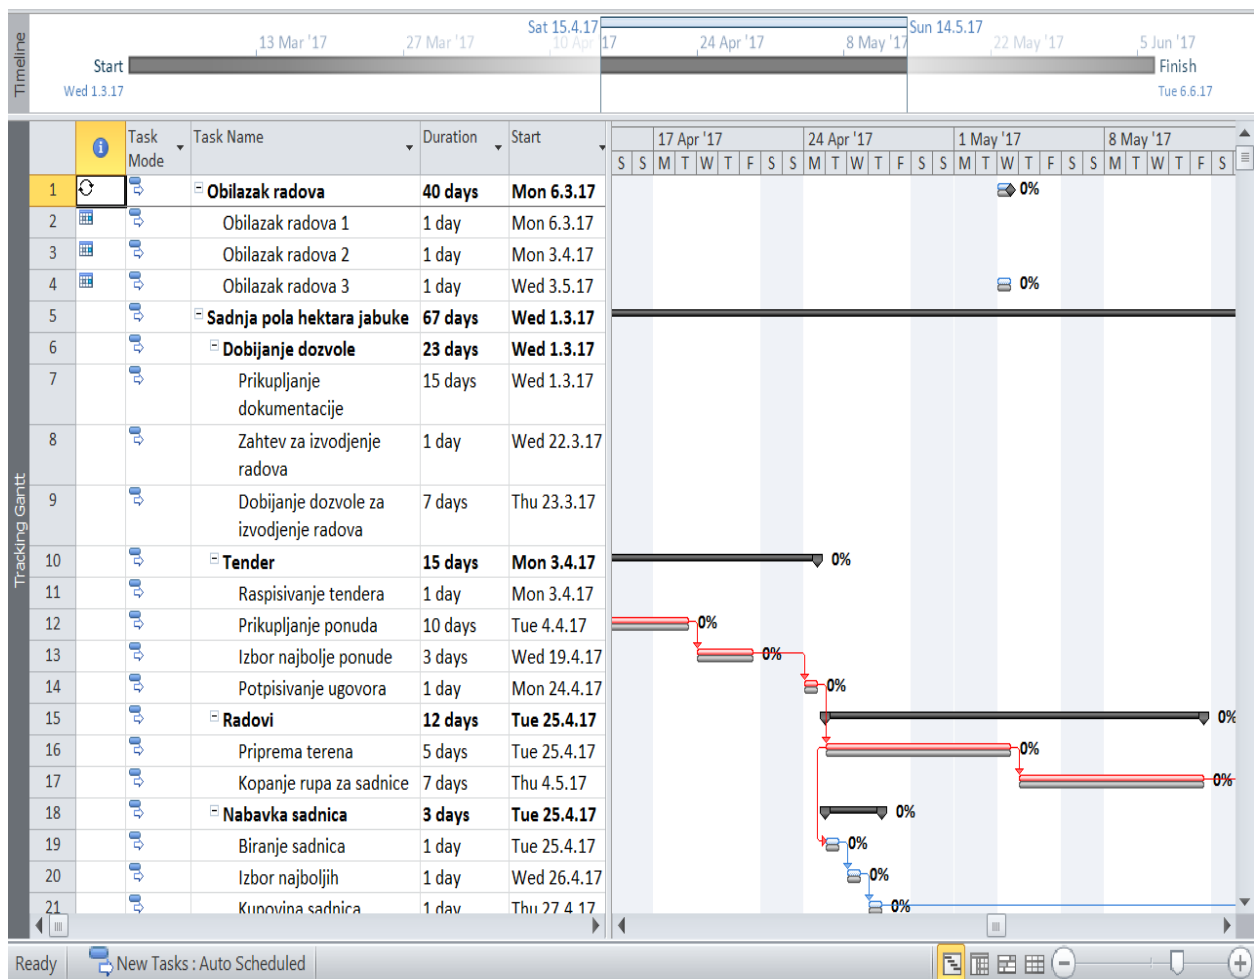 Timeline
Sat 15.4.17
Sun 14.5.17
13 Mar '17
27 Mar '17
10 Apr '17
24 Apr '17
8 May '17
22 May '17
5 Jun '17
Start
Wed 1.3.17
Finish
Tue 6.6.17
Task Mode Task Name Duration Start
17 Apr '17 24 Apr '17 1 May '17 8 May '17
S S M T W T F S S M T W T F S S M T W T F S S M T W T F S
1 Obilazak radova 40 days Mon 6.3.17 0%
2 Obilazak radova 1 1 day Mon 6.3.17
3 Obilazak radova 2 1 day Mon 3.4.17
4 Obilazak radova 3 1 day Wed 3.5.17 0%
5 Sadnja pola hektara jabuke 67 days Wed 1.3.17
6 Dobijanje dozvole 23 days Wed 1.3.17
7 Prikupljanje 15 days Wed 1.3.17
dokumentacije
8 Zahtev za izvodjenje 1 day Wed 22.3.17
radova
9 Dobijanje dozvole za 7 days Thu 23.3.17
izvodjenje radova
10 Tender 15 days Mon 3.4.17 0%
11 Raspisivanje tendera 1 day Mon 3.4.17
12 Prikupljanje ponuda 10 days Tue 4.4.17 0%
13 Izbor najbolje ponude 3 days Wed 19.4.17 0%
14 Potpisivanje ugovora 1 day Mon 24.4.17 0%
15 Radovi 12 days Tue 25.4.17 0%
16 Priprema terena 5 days Tue 25.4.17 0%
17 Kopanje rupa za sadnice 7 days Thu 4.5.17 0%
18 Nabavka sadnica 3 days Tue 25.4.17 0%
19 Biranje sadnica 1 day Tue 25.4.17 0%
20 Izbor najboljih 1 day Wed 26.4.17 0%
21 Kupovina sadnica 1 day Thu 27.4.17 0%
Tracking Gantt
Ready New Tasks : Auto Scheduled